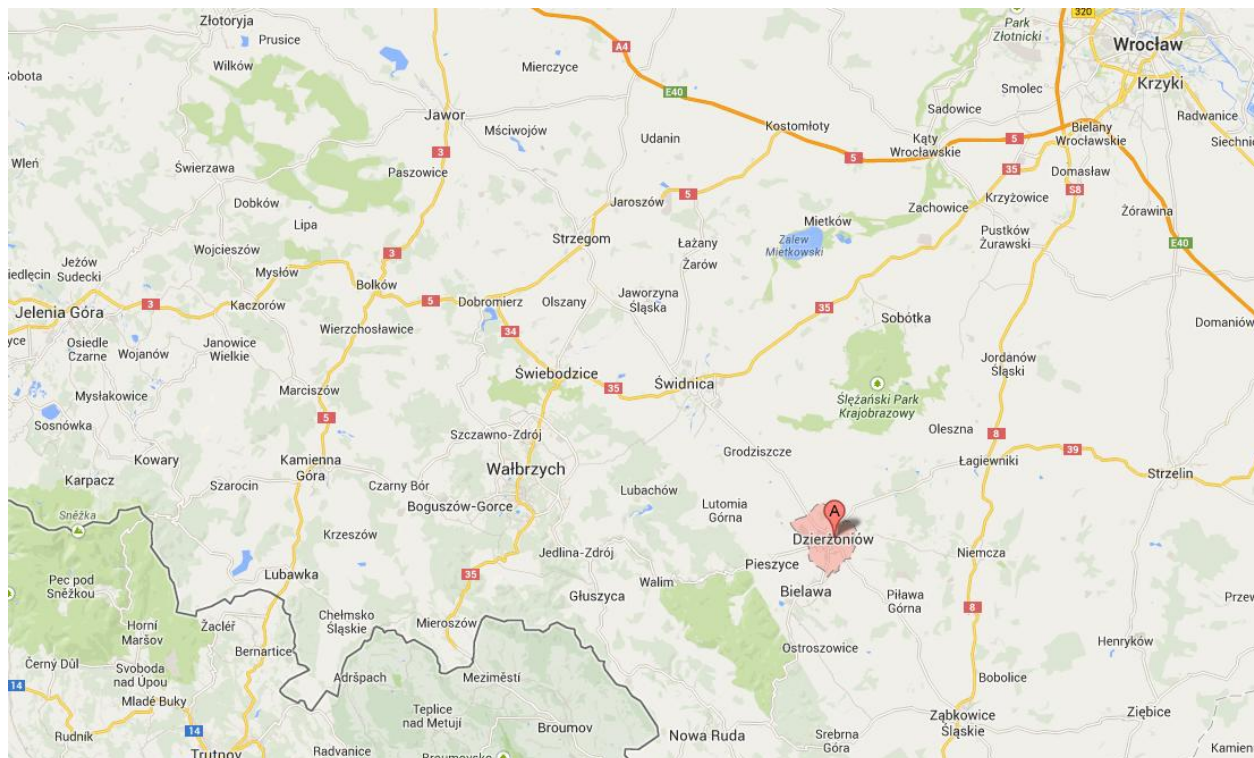 Złotoryja
Prusice
Wilków
Sobota
Mierczyce
A4
E40
320
Park
Złotnicki
Wrocław
Krzyki
Smolec
Sadowice
Radwanice
Jawor
Mściwojów
Udanin
Kostomłoty
Kąty
Wrocławskie
Bielany
Wrocławskie
3
5
5
35
Wleń
Świerzawa
Paszowice
Domasław
S8
Dobków
Lipa
Jaroszów
5
Mietków
Zachowice
Krzyżowice
Żórawina
Strzegom
Łażany
Żarów
Zalew
Mietkowski
Pustków
Żurawski
E40
Wojcieszów
3
Jeżów
Sudecki
Mysłów
Bolków
Kaczorów
3
5
Dobromierz
Olszany
Jaworzyna
Śląska
35
Jelenia Góra
Sobótka
Domaniów
Wierzchosławice
34
Osiedle
Czarne
Wojanów
Janowice
Wielkie
Jordanów
Śląski
Świebodzice
35
Świdnica
Mysłakowice
Marciszów
Ślężański Park
Krajobrazowy
Sosnówka
5
Szczawno-Zdrój
Oleszna
8
Grodziszcze
39
Kowary
Kamienna
Góra
Wałbrzych
Łagiewniki
Strzelin
Karpacz
Szarocin
Czarny Bór
Lubachów
Boguszów-Gorce
Lutomia
Górna
Sněžka
A
Krzeszów
Dzierżoniów
Jedlina-Zdrój
Niemcza
Pieszyce
Lubawka
35
Walim
Pec pod
Sněžkou
Głuszyca
Bielawa
Piława
Górna
8
Chełmsko
Śląskie
Mieroszów
Horní
Maršov
Žacléř
Henryków
Bernartice
Ostroszowice
Černý Důl
Svoboda
nad Úpou
Adršpach
Meziměstí
Bobolice
14
Mladé Buky
Teplice
nad Metují
Broumov
Ząbkowice
Śląskie
Ziębice
14
Rudník
Nowa Ruda
Srebrna
Góra
Trutnov
Radvanice